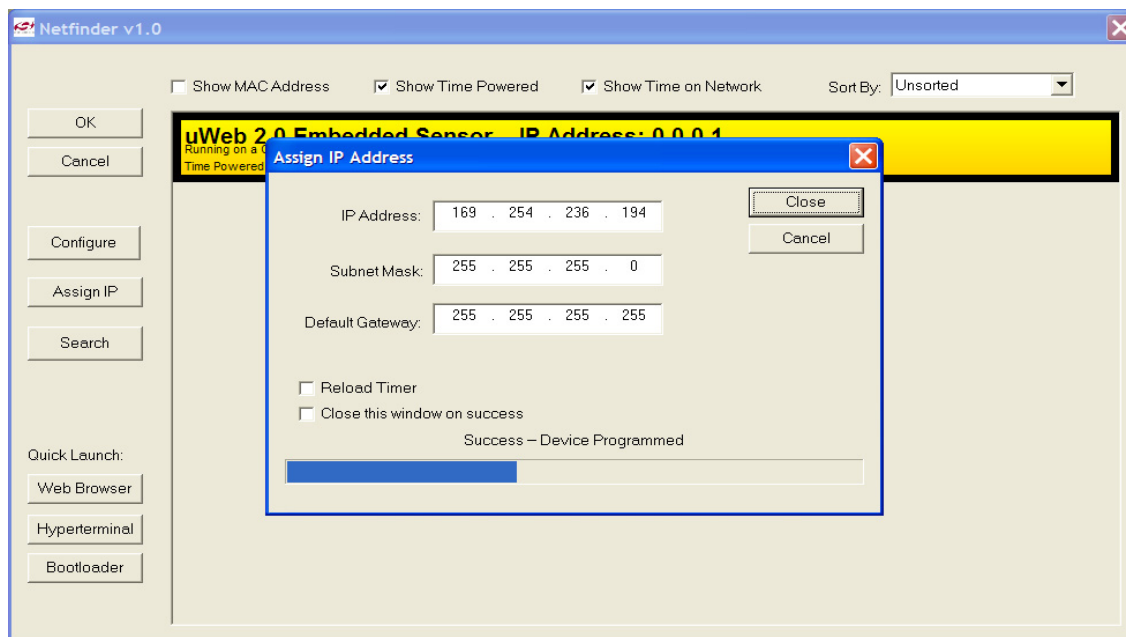 Netfinder v1.0
Show MAC Address Show Time Powered Show Time on Network Sort By: Unsorted
OK
Cancel
Configure
Assign IP
Search
Quick Launch:
Web Browser
Hyperterminal
Bootloader
uWeb 2.0 Embedded Sensor IP Address: 0.0.0.1
Running on a
Time Powered
Assign IP Address
IP Address: 169 . 254 . 236 . 194
Subnet Mask: 255 . 255 . 255 . 0
Default Gateway: 255 . 255 . 255 . 255
Close
Cancel
Reload Timer
Close this window on success
Success – Device Programmed